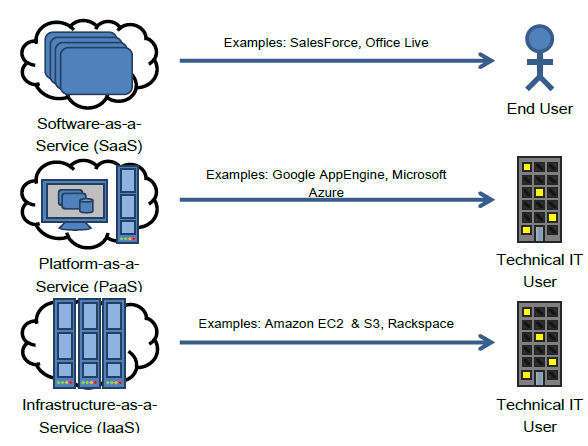 Examples: SalesForce, Office Live
End User
Software-as-a-
Service (SaaS)
Examples: Google AppEngine, Microsoft
Azure
Platform-as-a-
Service (PaaS)
Technical IT
User
Examples: Amazon EC2 & S3, Rackspace
Infrastructure-as-a-
Service (IaaS)
Technical IT
User